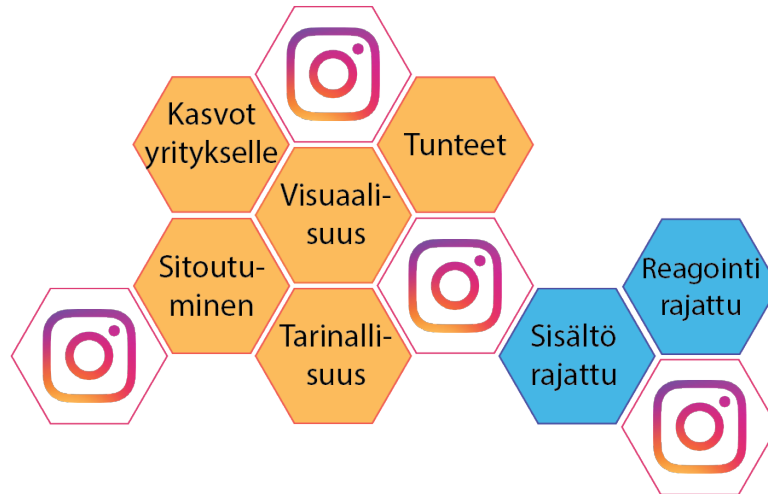 Kasvot
yritykselle
Tunteet
Visuaali-
suus
Sitoutu-
minen
Tarinalli-
suus
Reagointi
rajattu
Sisältö
rajattu